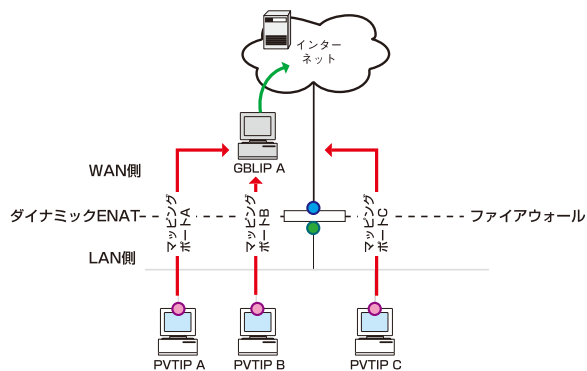 インター
ネット
GBLIP A
WAN側
ダイナミックENAT
マッピング
ポートA
マッピング
ポートB
マッピング
ポートC
ファイアウォール
LAN側
PVTIP A
PVTIP B
PVTIP C